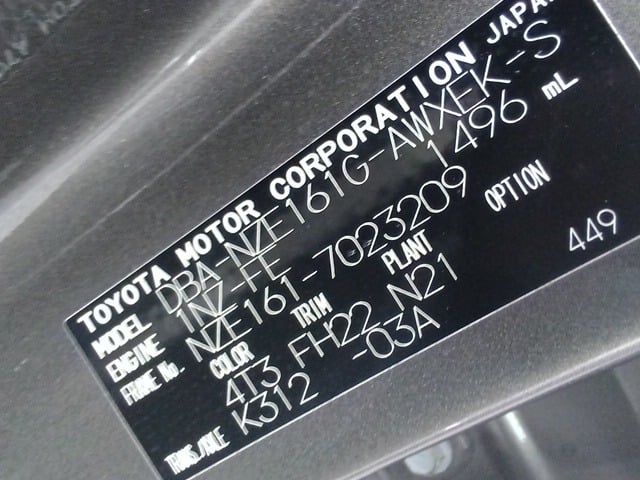 TOYOTA MOTOR CORPORATION JAPAN
MODEL DBA-NZE161G-AWXEK-S
ENGINE 1NZ-FE 1496 mL
FRAME No. NZE161-7023209
COLOR TRIM PLANT OPTION
4T3 FH22 N21 449
TRANS./AXLE K312 -03A